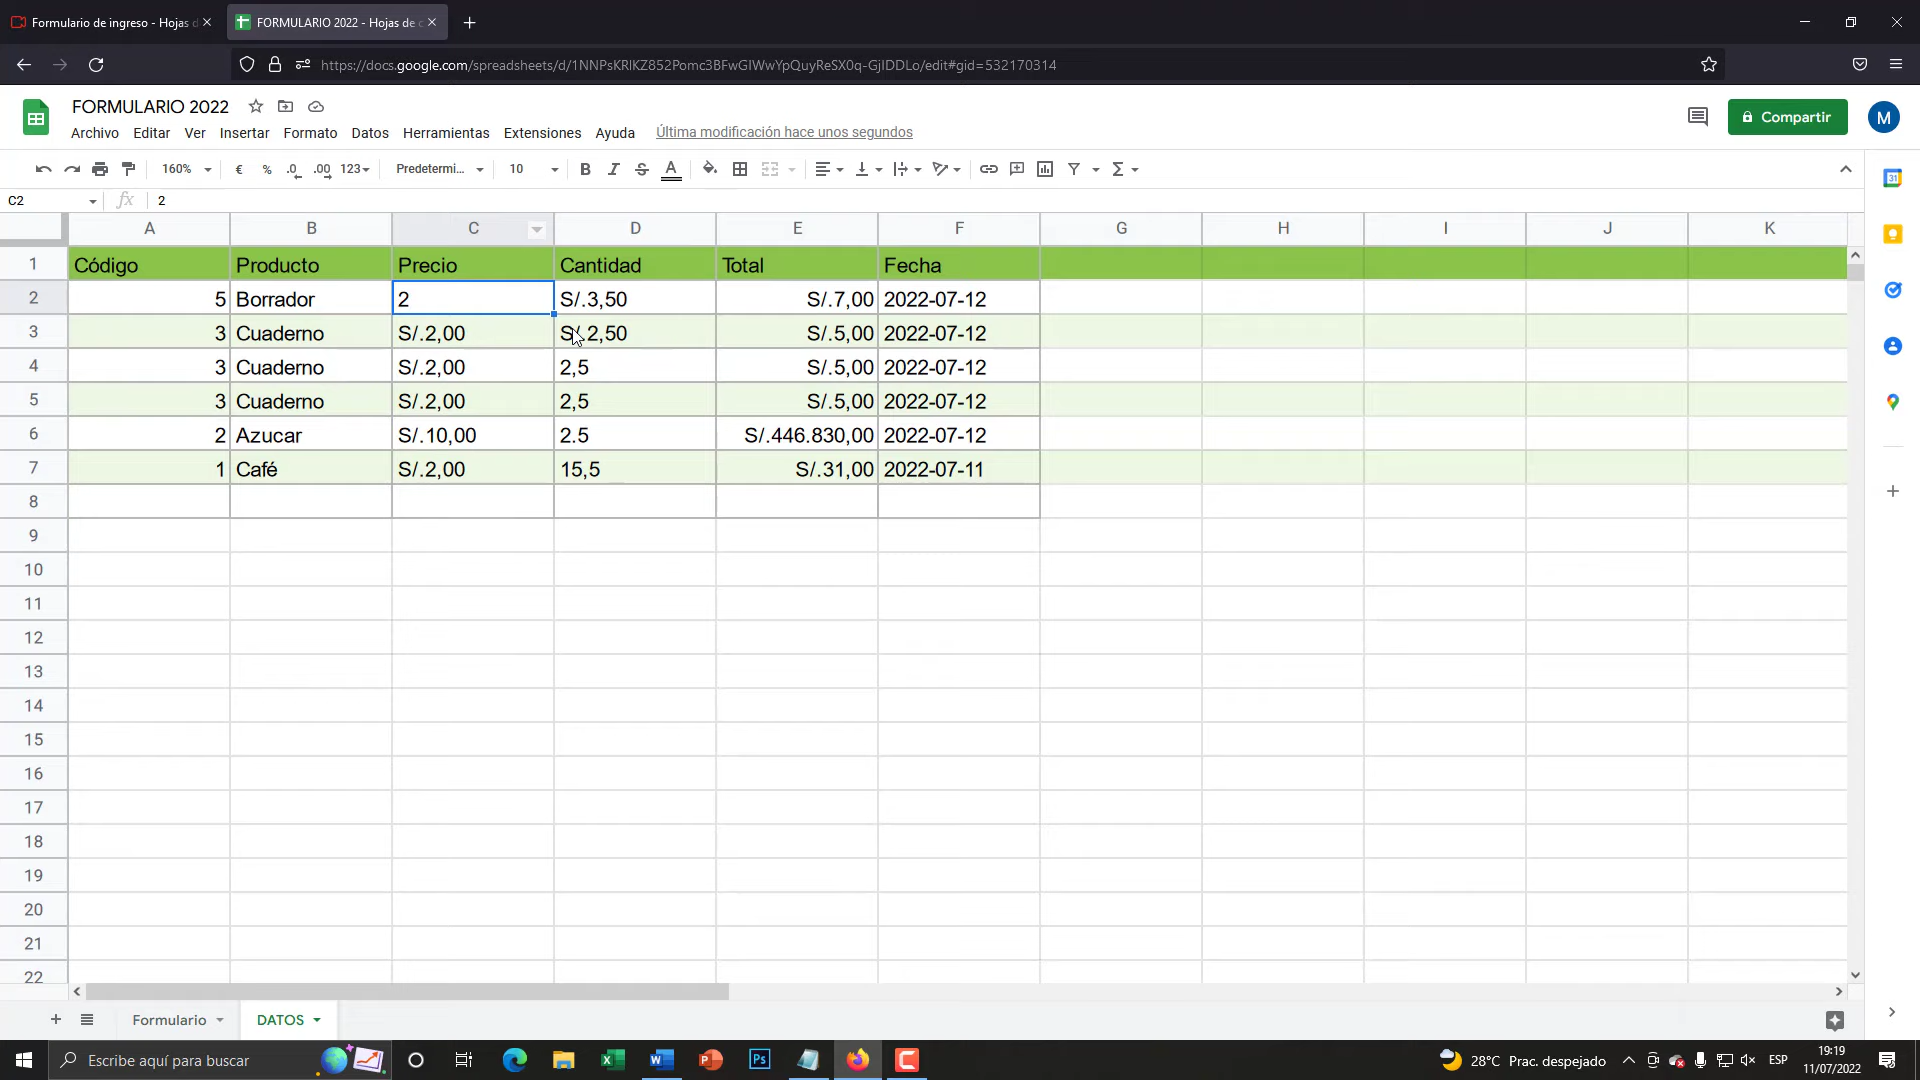 Formulario de ingreso - Hojas d
FORMULARIO 2022 - Hojas de c
https://docs.google.com/spreadsheets/d/1NNPsKRlKZ852Pomc3BFwGIWwYpQuyReSX0q-GjIDDLo/edit#gid=532170314
FORMULARIO 2022
Archivo Editar Ver Insertar Formato Datos Herramientas Extensiones Ayuda Última modificación hace unos segundos
Compartir
M
160% € % .0 .00 123 Predetermi... 10 B I S A Σ
31
C2 fx 2
A B C D E F G H I J K
1 Código Producto Precio Cantidad Total Fecha
2 5 Borrador 2 S/.3,50 S/.7,00 2022-07-12
3 3 Cuaderno S/.2,00 S/.2,50 S/.5,00 2022-07-12
4 3 Cuaderno S/.2,00 2,5 S/.5,00 2022-07-12
5 3 Cuaderno S/.2,00 2,5 S/.5,00 2022-07-12
6 2 Azucar S/.10,00 2.5 S/.446.830,00 2022-07-12
7 1 Café S/.2,00 15,5 S/.31,00 2022-07-11
8
9
10
11
12
13
14
15
16
17
18
19
20
21
22
Formulario DATOS
Escribe aquí para buscar
Ps
28°C Prac. despejado
ESP
19:19
11/07/2022